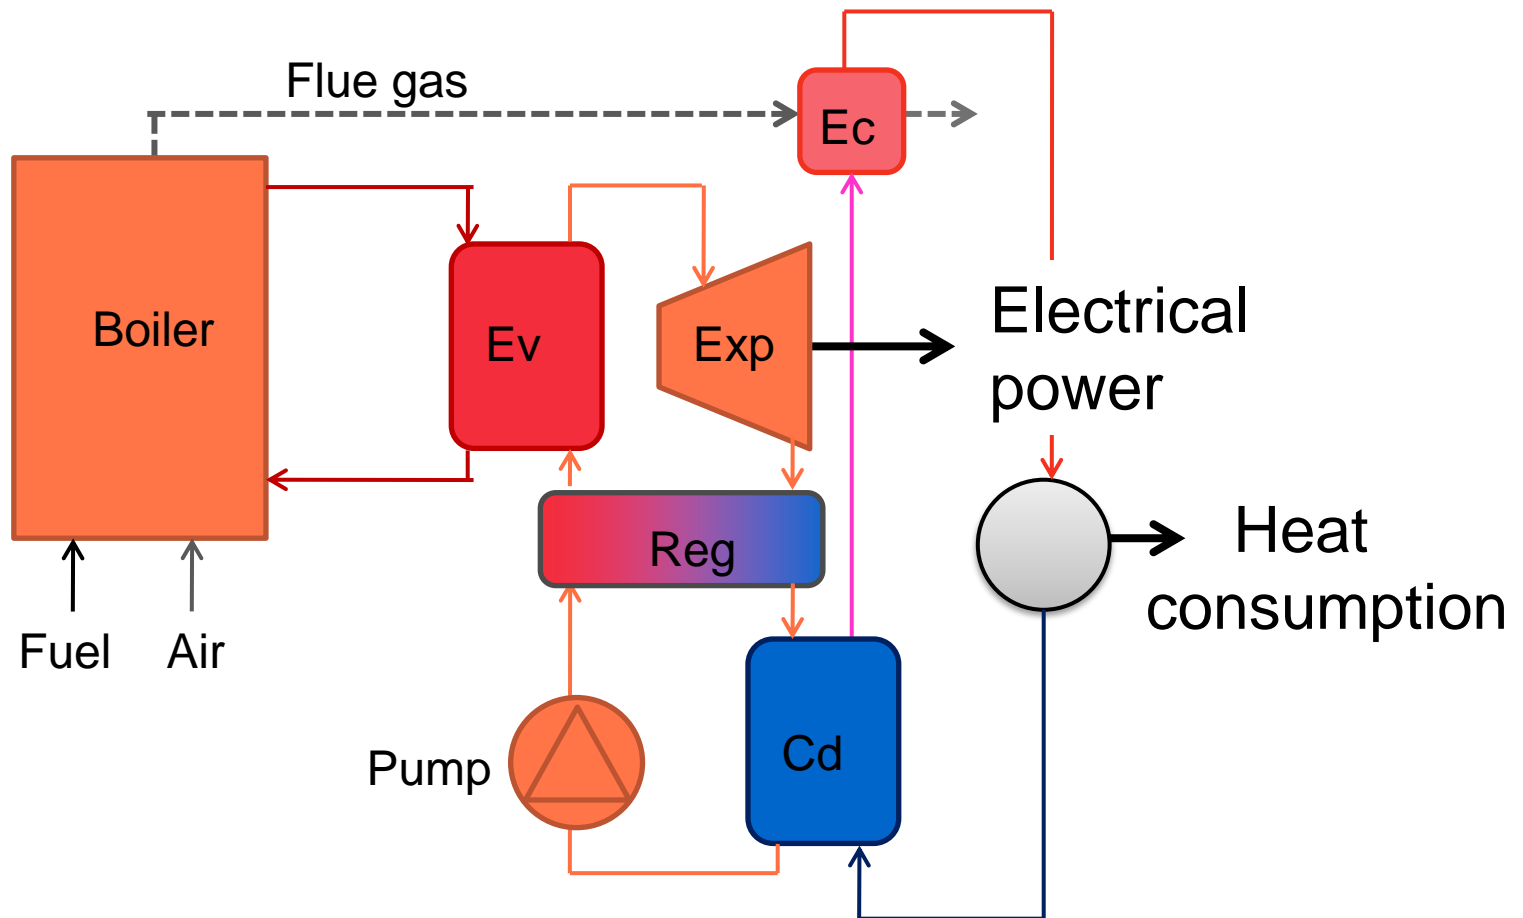 Flue gas
Ec
Boiler
Ev
Exp
Electrical
power
Reg
Heat
consumption
Fuel
Air
Pump
Cd